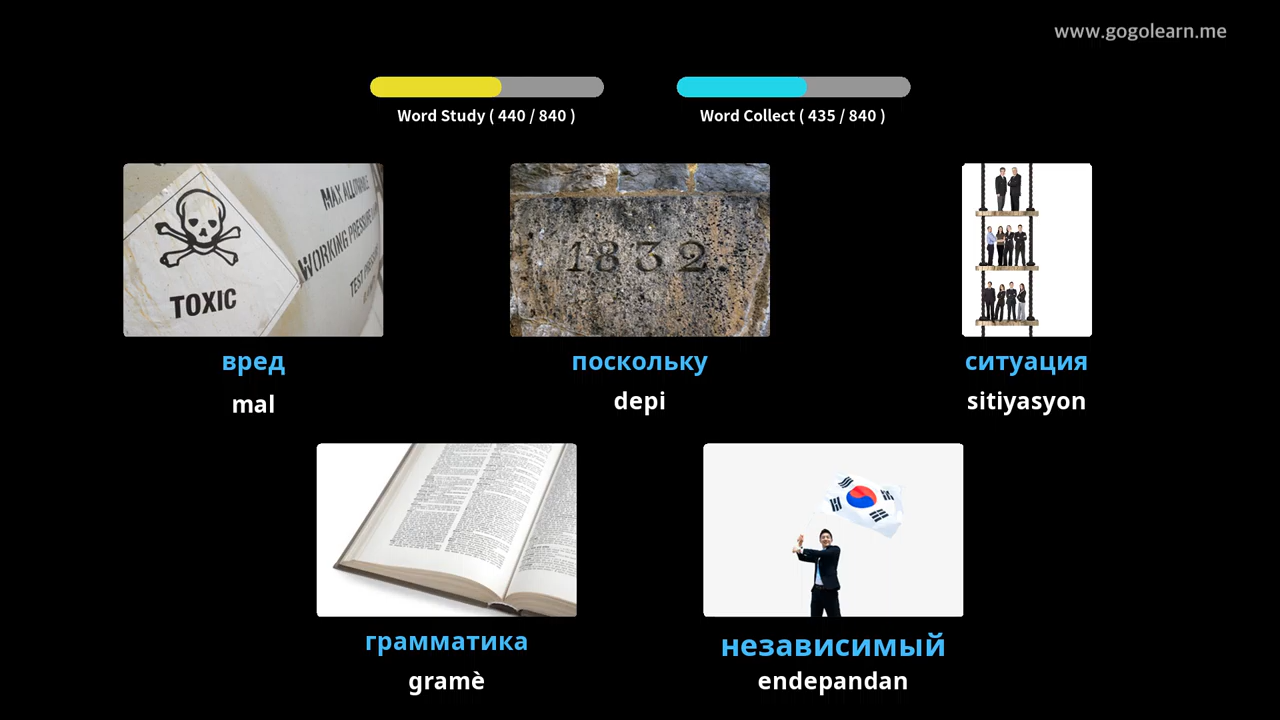 www.gogolearn.me
Word Study ( 440 / 840 )
Word Collect ( 435 / 840 )
MAX ALLOWABLE
WORKING PRESSURE
TEST
TOXIC
1832.
вред
поскольку
ситуация
mal
depi
sitiyasyon
грамматика
независимый
gramè
endepandan